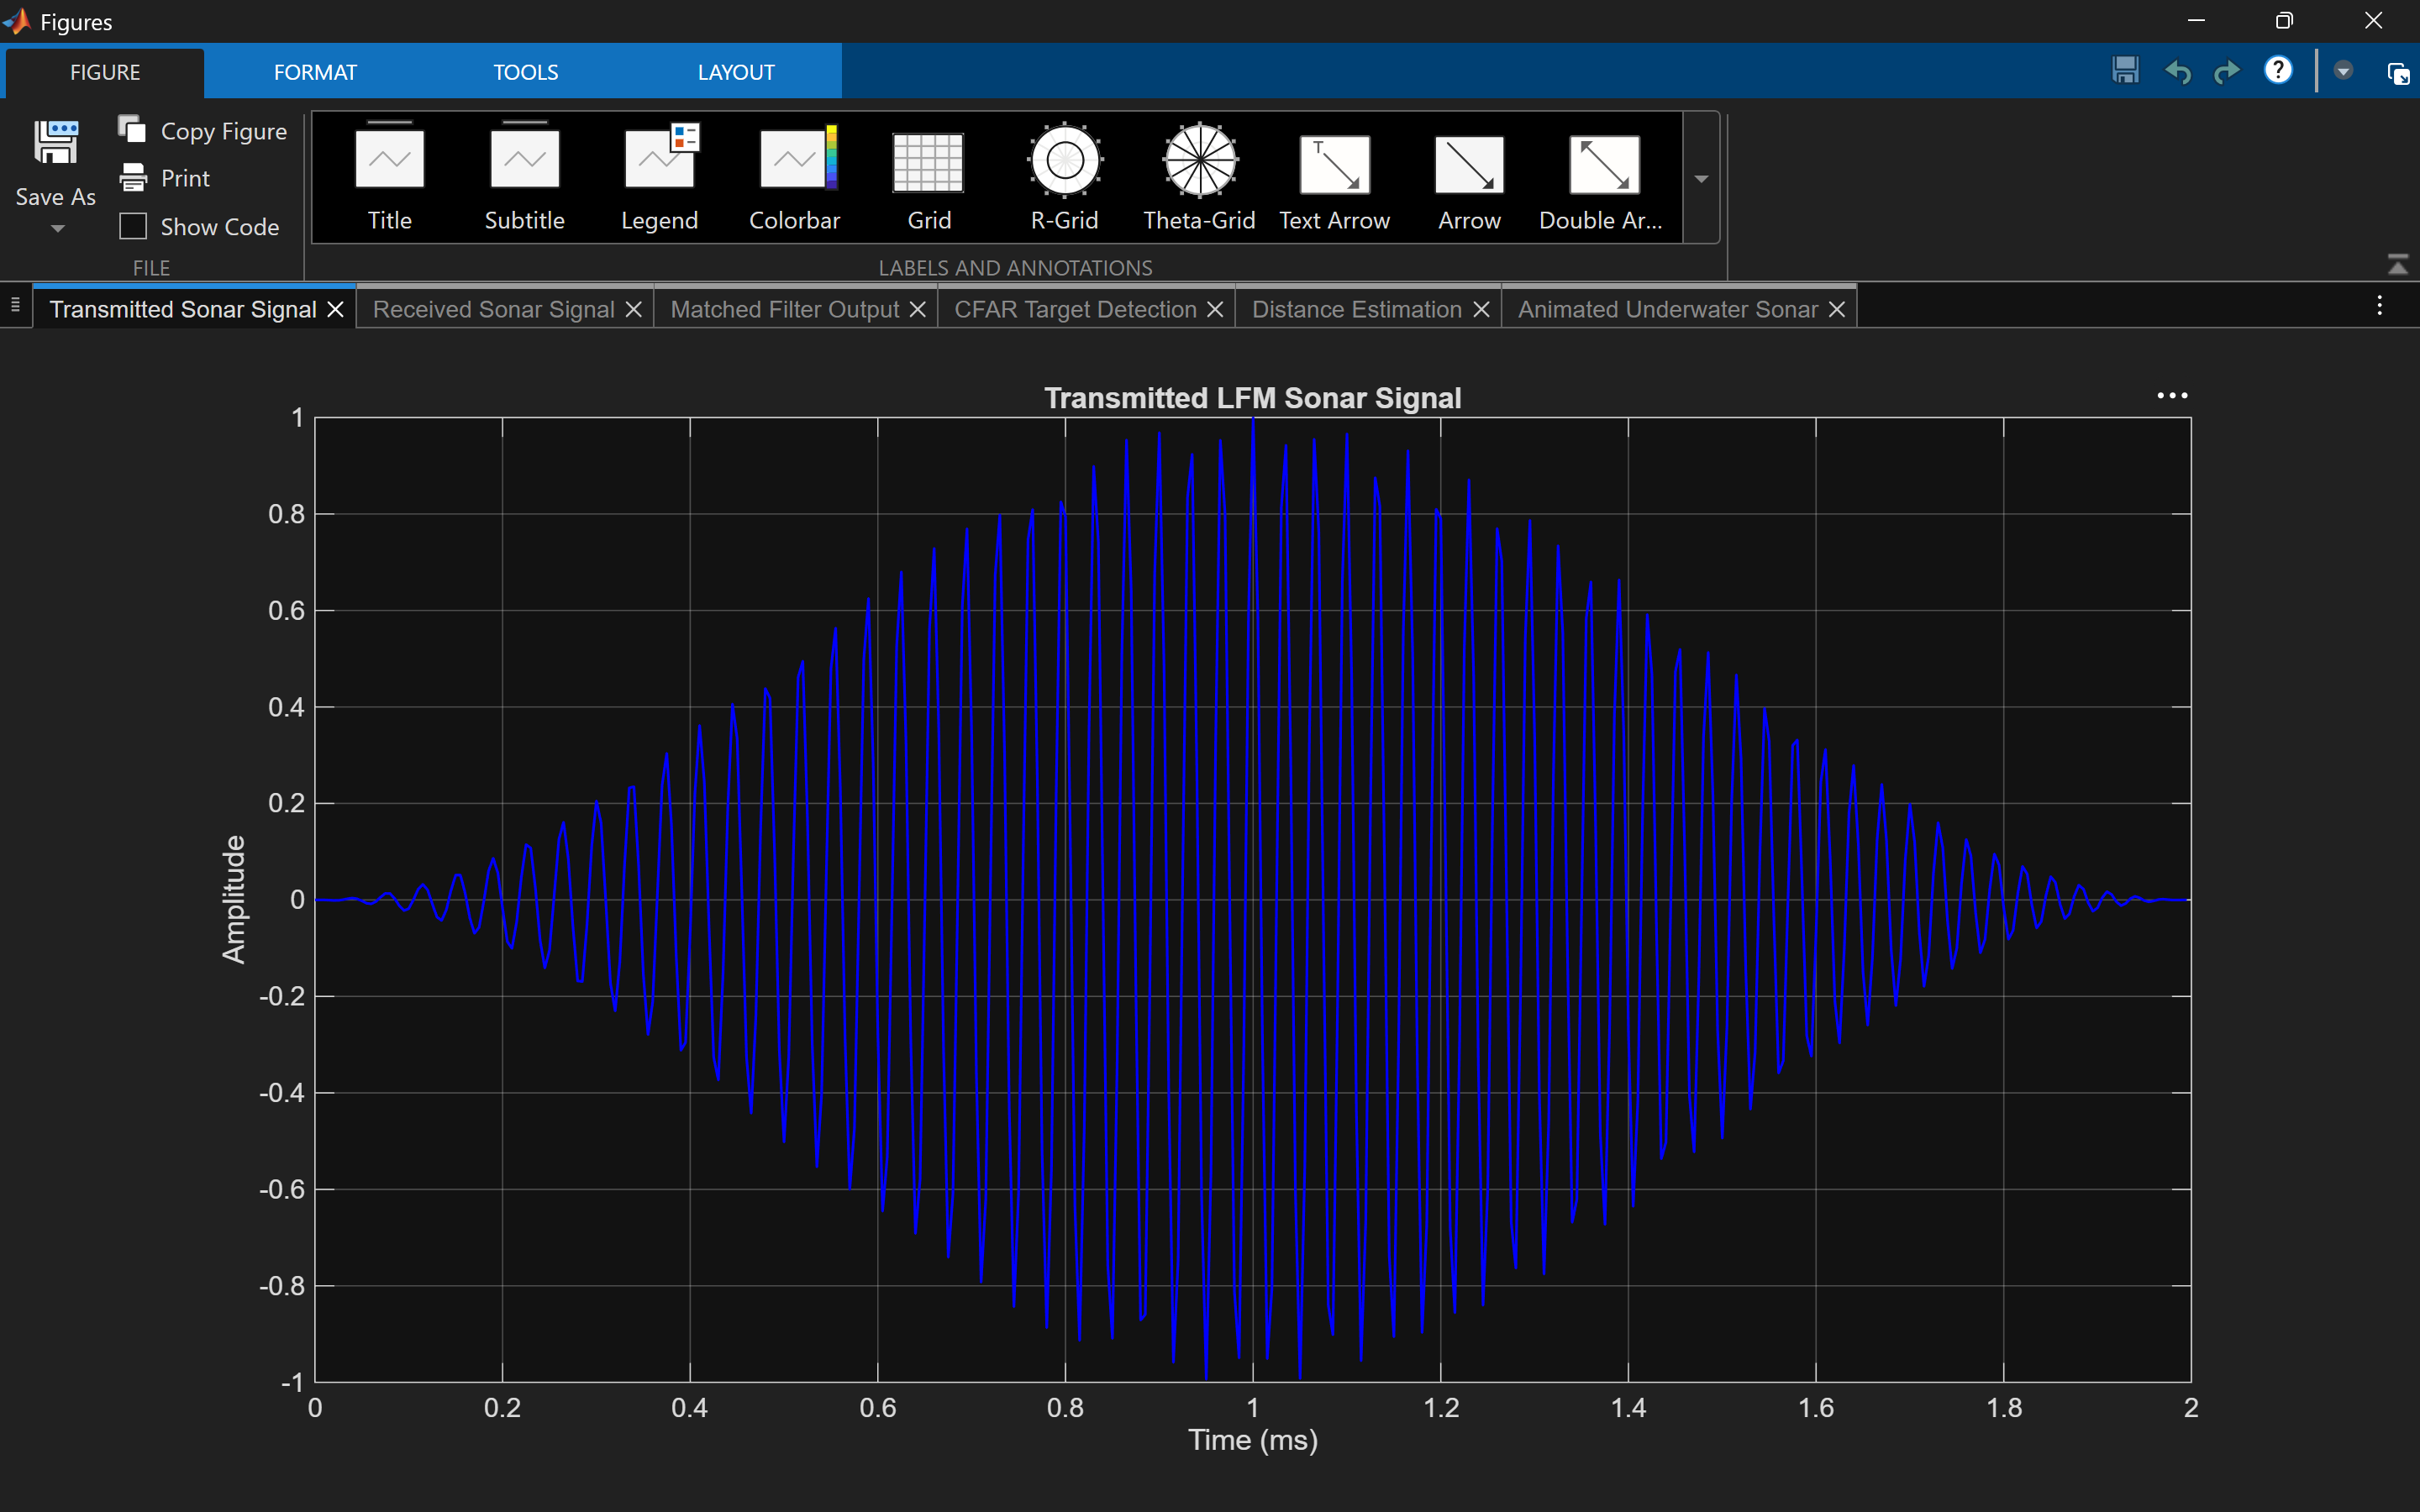 Figures
FIGURE FORMAT TOOLS LAYOUT
Save As
Copy Figure
Print
Show Code
FILE
Title Subtitle Legend Colorbar Grid R-Grid Theta-Grid Text Arrow Arrow Double Ar...
LABELS AND ANNOTATIONS
Transmitted Sonar Signal Received Sonar Signal Matched Filter Output CFAR Target Detection Distance Estimation Animated Underwater Sonar
Transmitted LFM Sonar Signal
1
0.8
0.6
0.4
0.2
0
-0.2
-0.4
-0.6
-0.8
-1
Amplitude
0 0.2 0.4 0.6 0.8 1 1.2 1.4 1.6 1.8 2
Time (ms)